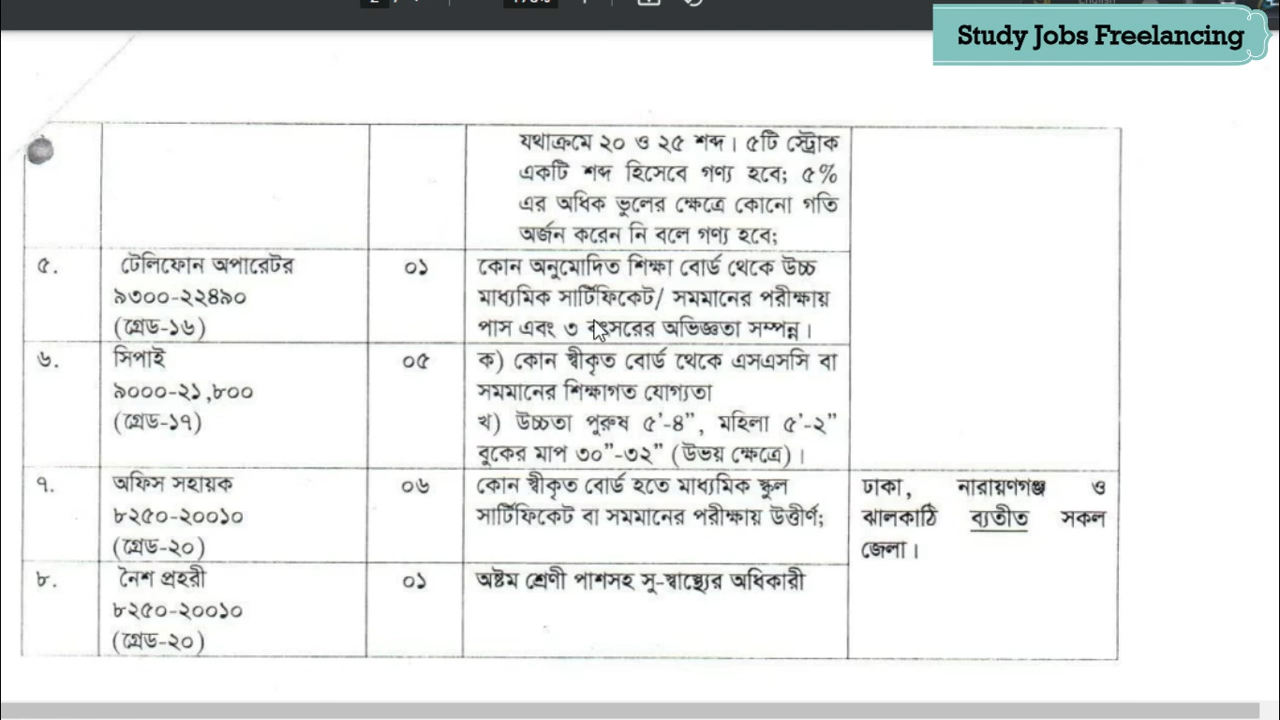 Study Jobs Freelancing
যথাক্রমে ২০ ও ২৫ শব্দ। ৫টি স্ট্রোক
একটি শব্দ হিসেবে গণ্য হবে; ৫%
এর অধিক ভুলের ক্ষেত্রে কোনো গতি
অর্জন করেন নি বলে গণ্য হবে;
৫. টেলিফোন অপারেটর ০১ কোন অনুমোদিত শিক্ষা বোর্ড থেকে উচ্চ
৯৩০০-২২৪৯০ মাধ্যমিক সার্টিফিকেট/ সমমানের পরীক্ষায়
(গ্রেড-১৬) পাস এবং ৩ বৎসরের অভিজ্ঞতা সম্পন্ন।
৬. সিপাই ০৫ ক) কোন স্বীকৃত বোর্ড থেকে এসএসসি বা
৯০০০-২১,৮০০ সমমানের শিক্ষাগত যোগ্যতা
(গ্রেড-১৭) খ) উচ্চতা পুরুষ ৫'-৪”, মহিলা ৫'-২”
বুকের মাপ ৩০”-৩২” (উভয় ক্ষেত্রে)।
৭. অফিস সহায়ক ০৬ কোন স্বীকৃত বোর্ড হতে মাধ্যমিক স্কুল ঢাকা, নারায়ণগঞ্জ ও
৮২৫০-২০০১০ সার্টিফিকেট বা সমমানের পরীক্ষায় উত্তীর্ণ; ঝালকাঠি ব্যতীত সকল
(গ্রেড-২০) জেলা।
৮. নৈশ প্রহরী ০১ অষ্টম শ্রেণী পাশসহ সু-স্বাস্থ্যের অধিকারী
৮২৫০-২০০১০
(গ্রেড-২০)